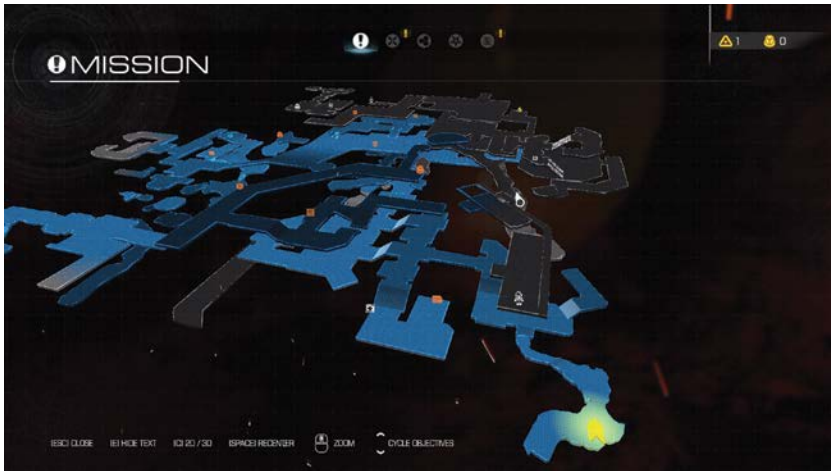 MISSION
1 0
[ESC] CLOSE [E] HIDE TEXT [C] 2D / 3D [SPACE] RECENTER ZOOM CYCLE OBJECTIVES